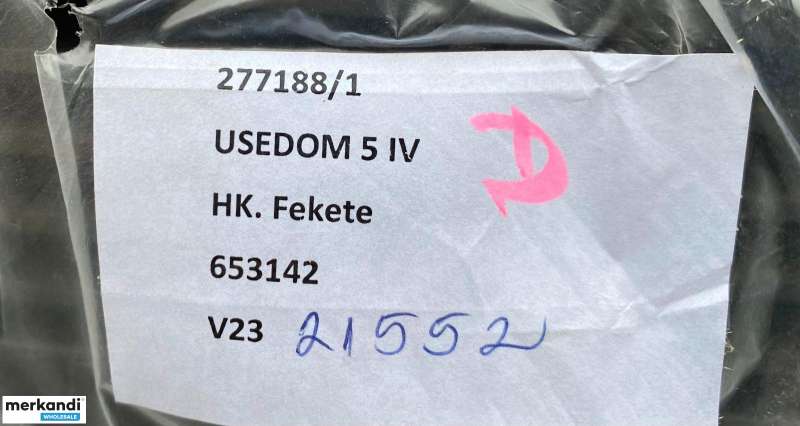 277188/1
USEDOM 5 IV
D
HK. Fekete
653142
V23 21552
merkandi
WHOLESALE